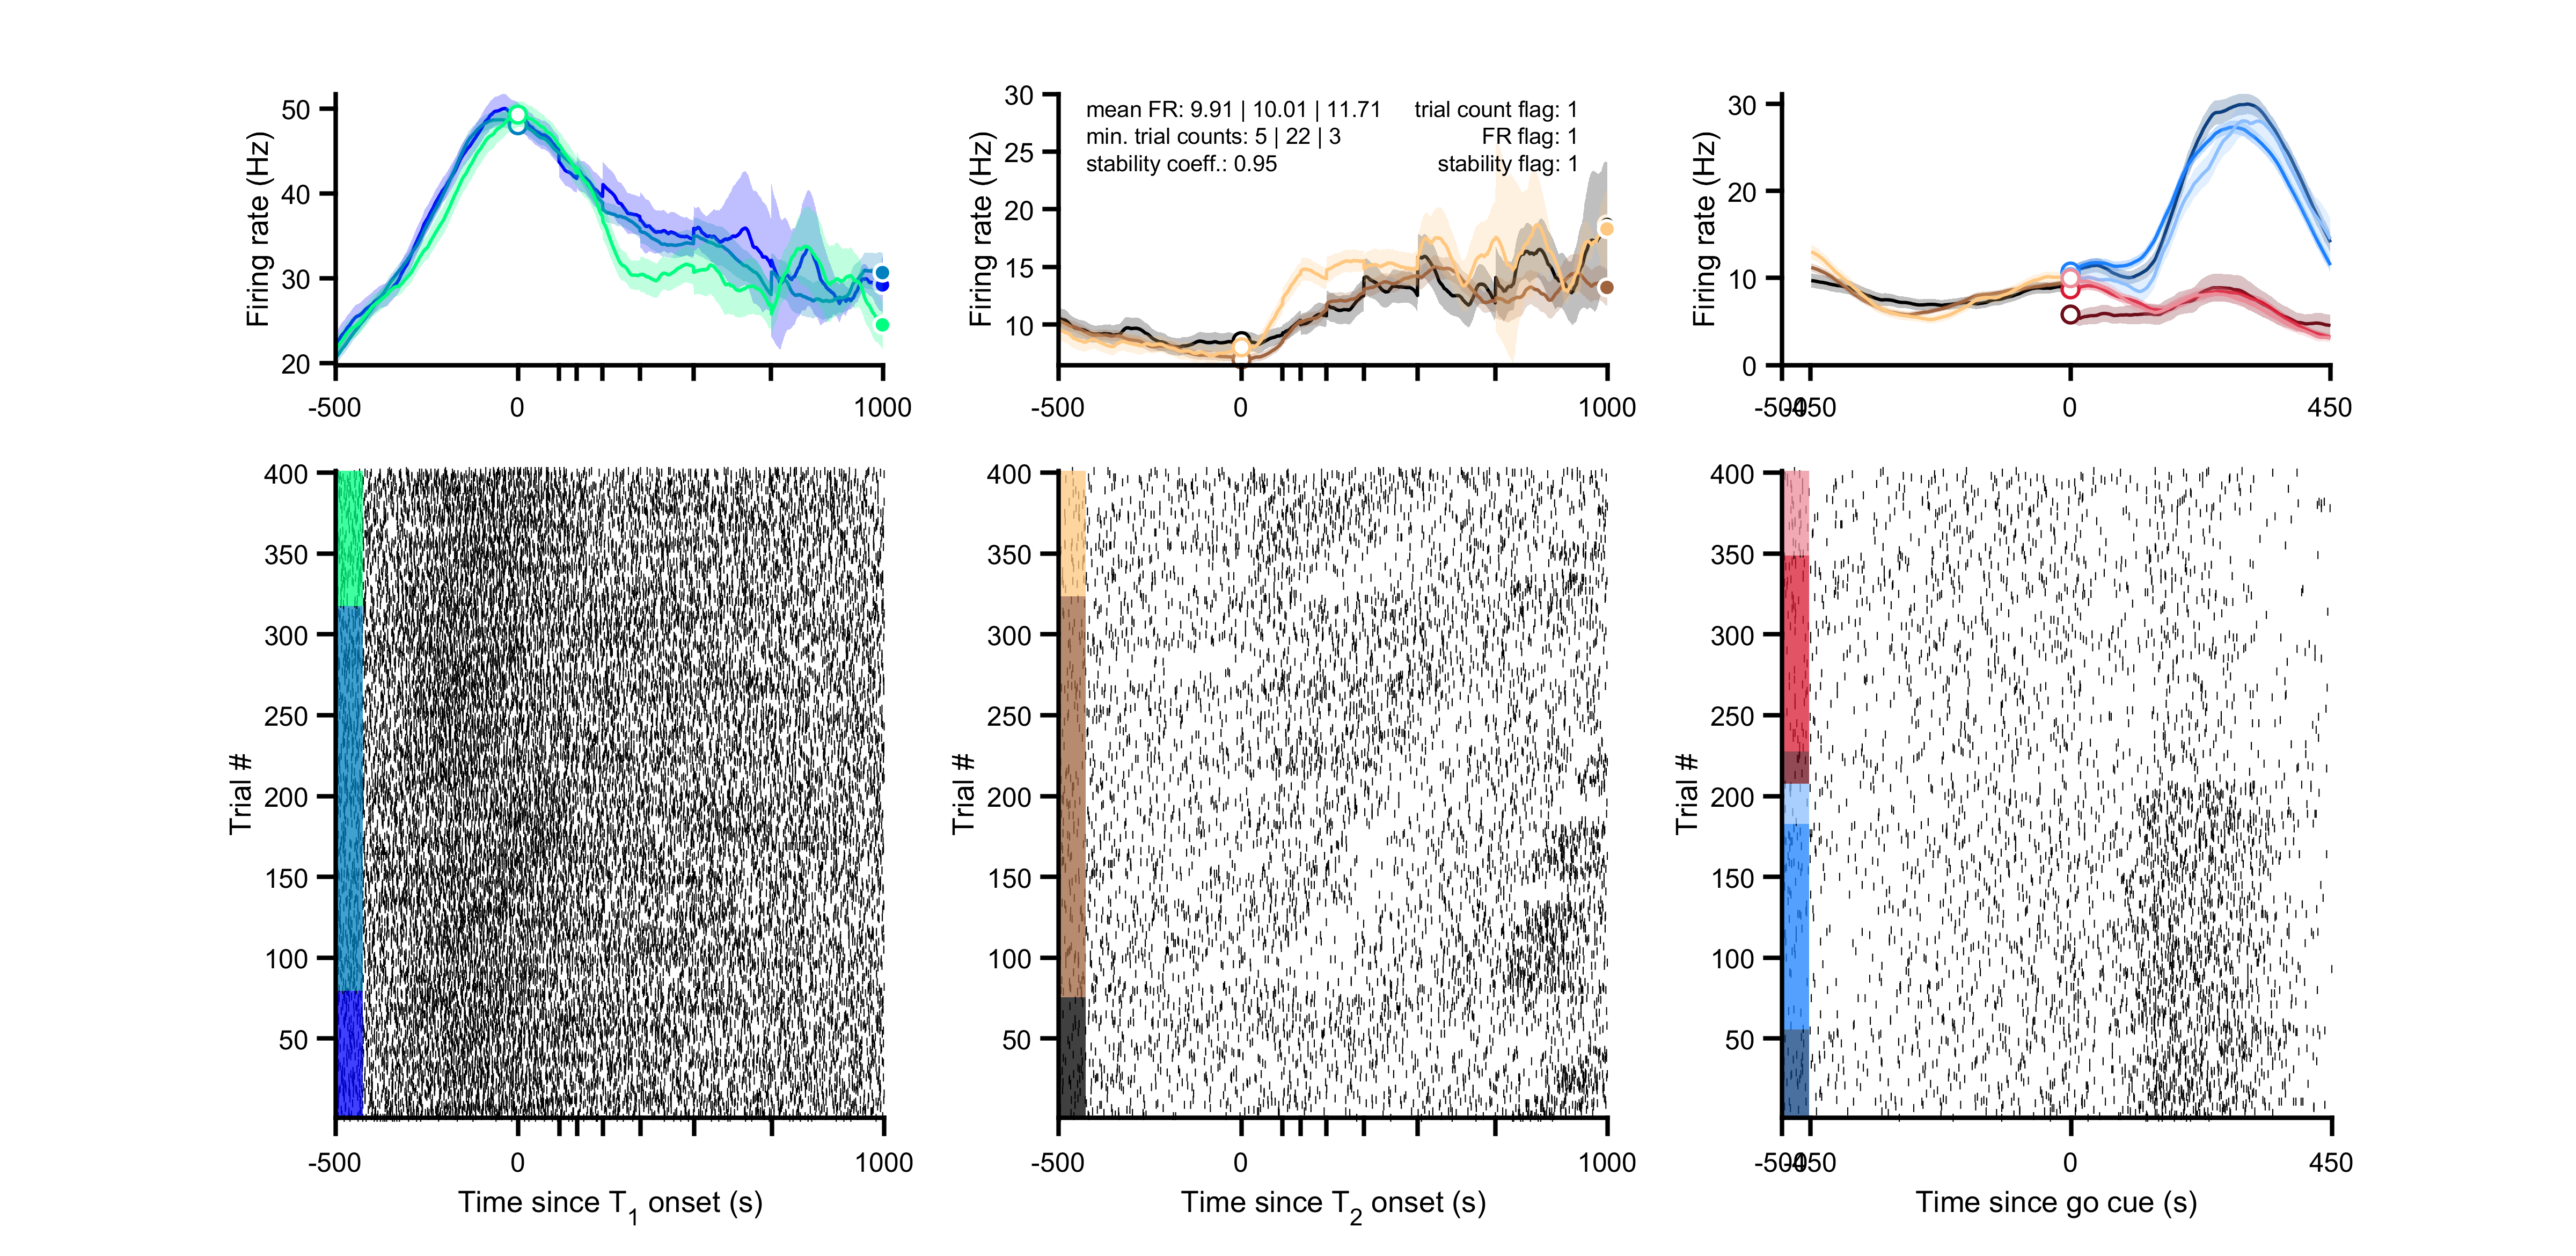 50
40
30
20
Firing rate (Hz)
-500 0 1000
30
25
20
15
10
Firing rate (Hz)
mean FR: 9.91 | 10.01 | 11.71 trial count flag: 1
min. trial counts: 5 | 22 | 3 FR flag: 1
stability coeff.: 0.95 stability flag: 1
-500 0 1000
30
20
10
0
Firing rate (Hz)
-500 -450 0 450
400
350
300
250
200
150
100
50
Trial #
-500 0 1000
Time since T1 onset (s)
400
350
300
250
200
150
100
50
Trial #
-500 0 1000
Time since T2 onset (s)
400
350
300
250
200
150
100
50
Trial #
-500 -450 0 450
Time since go cue (s)